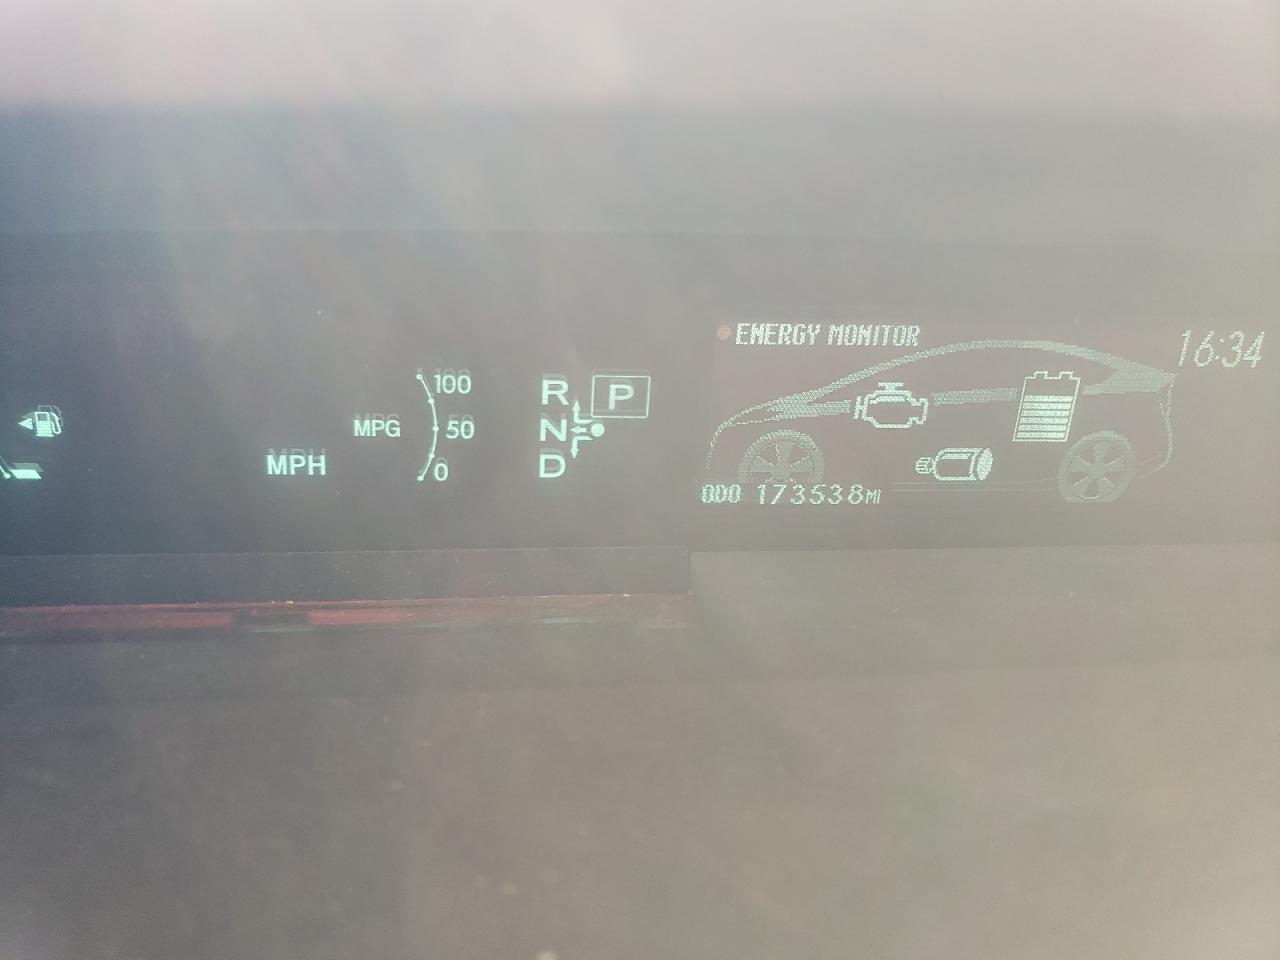 ENERGY MONITOR
16:34
100
MPG
50
0
MPH
R
P
N
D
ODO 173538MI